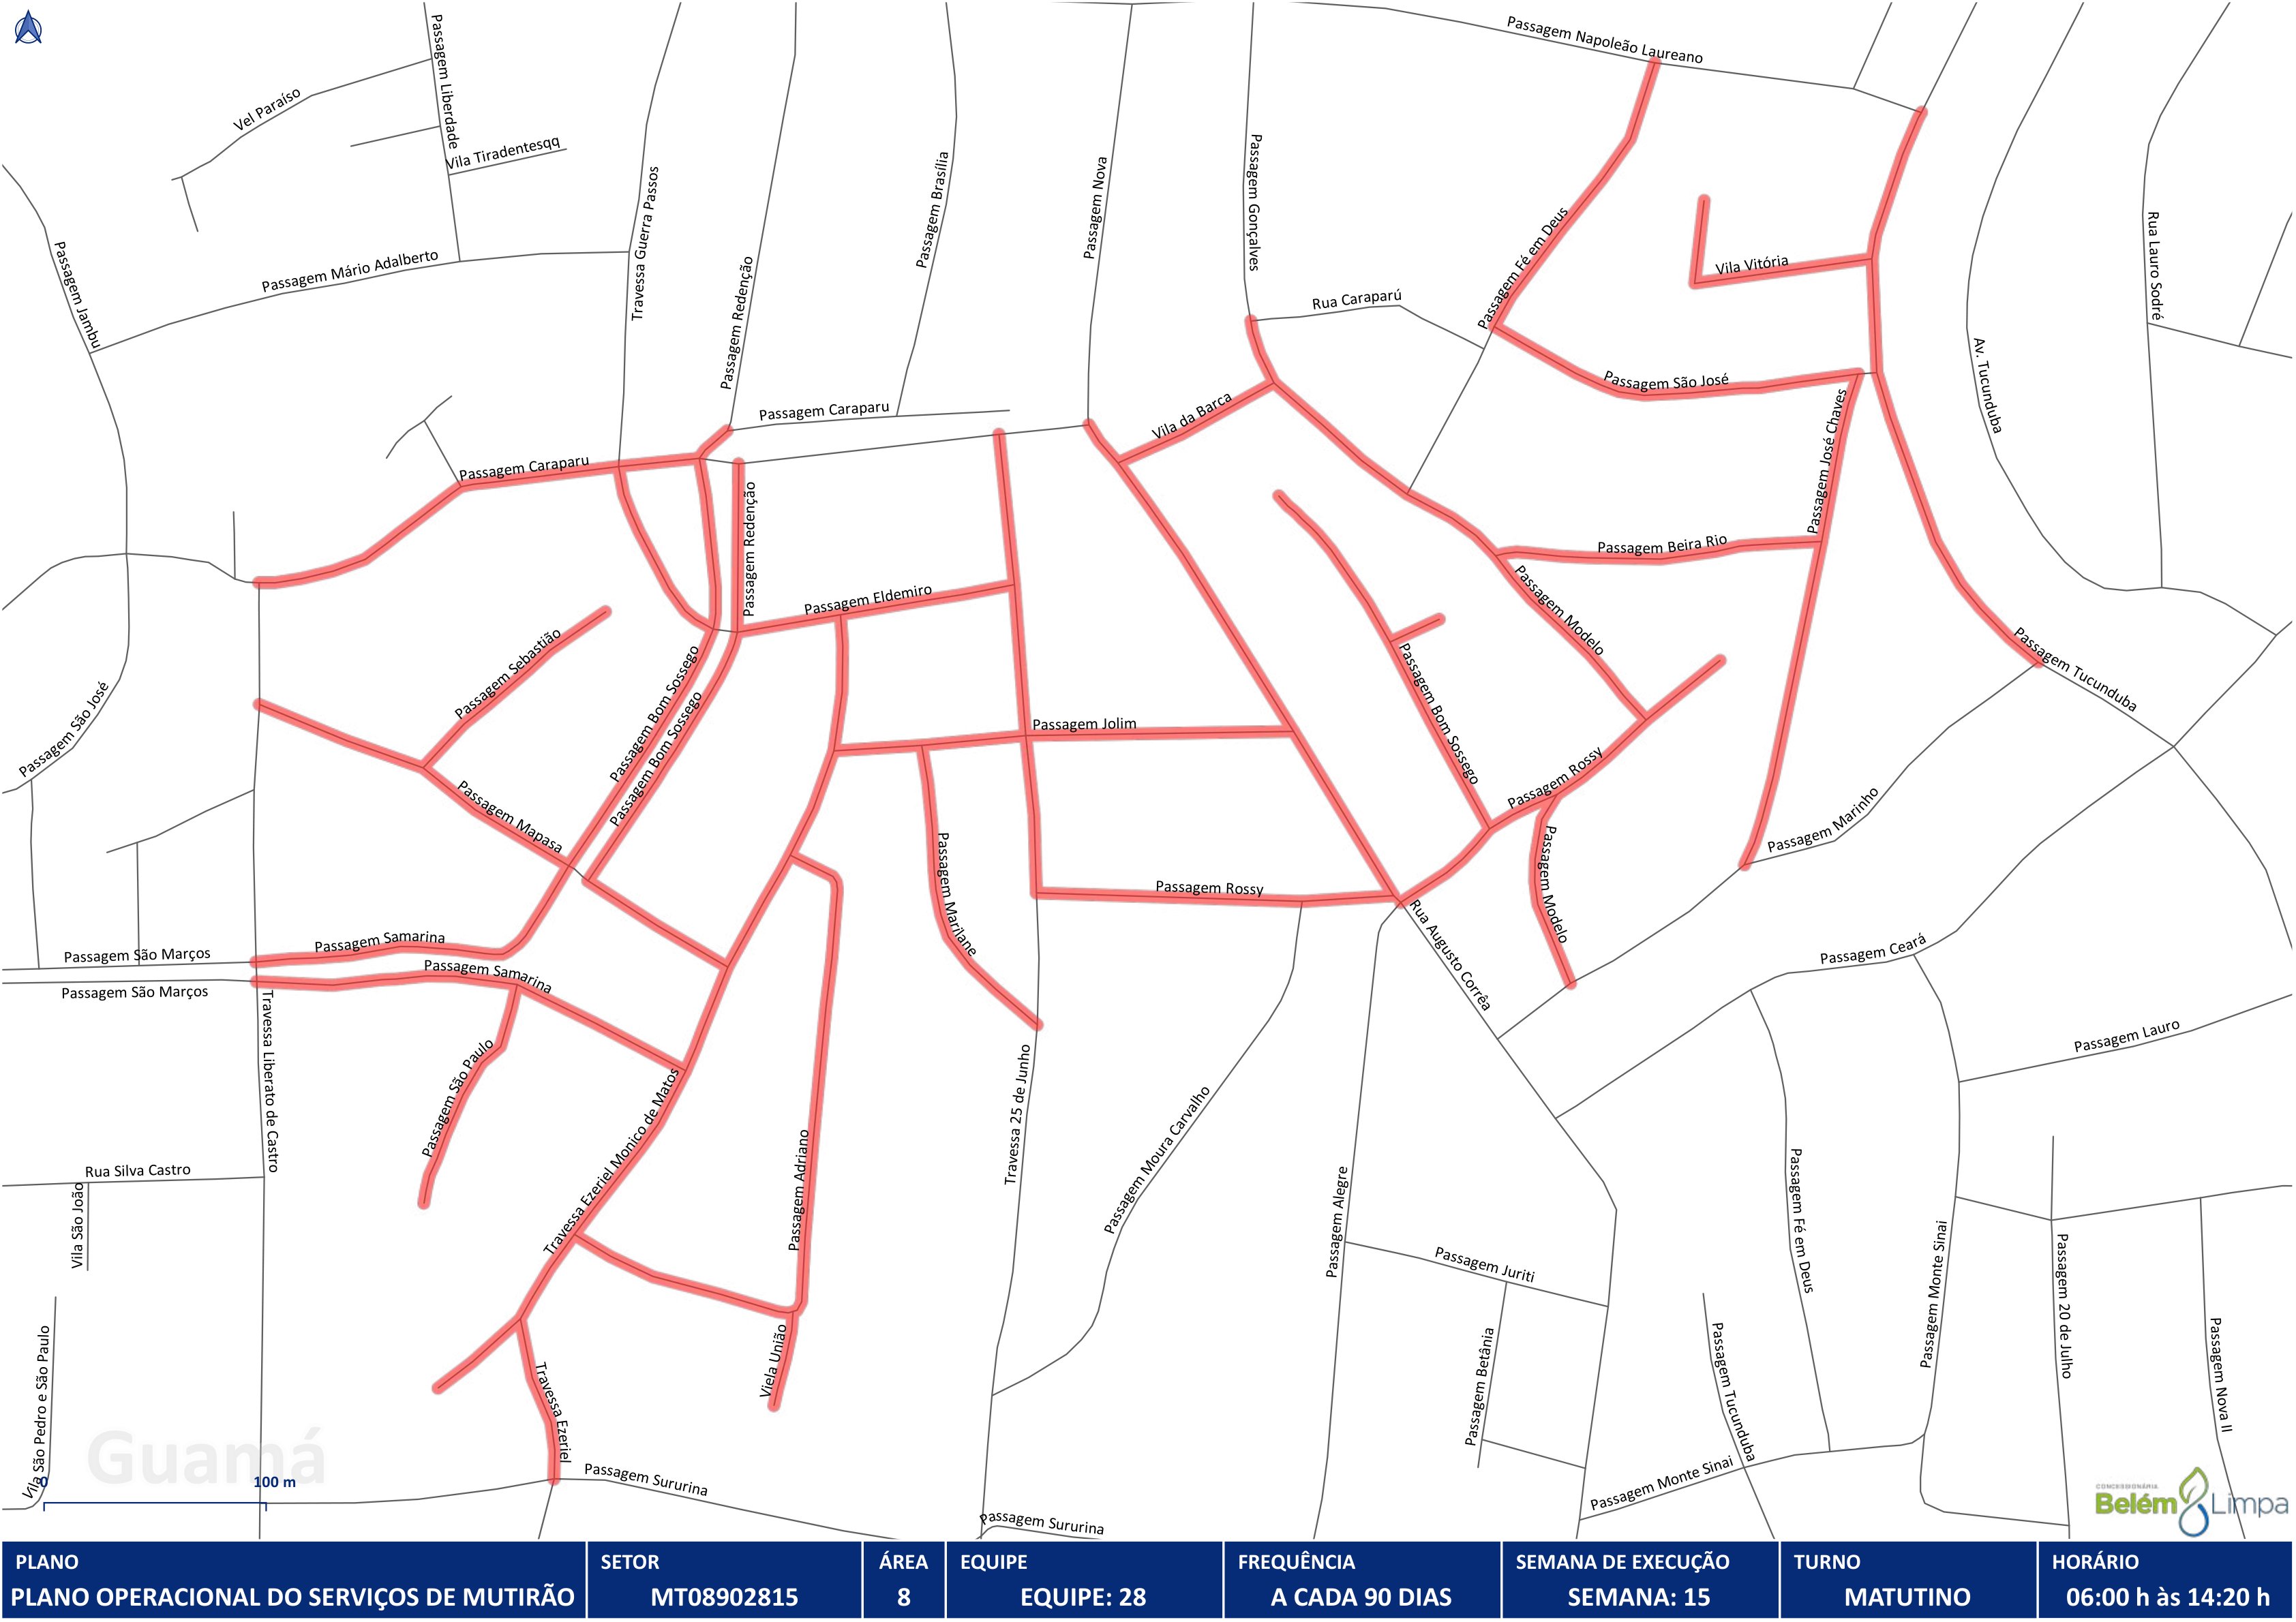 Passagem Napoleão Laureano
Passagem Liberdade
Vel Paraíso
Vila Tiradentesqq
Travessa Guerra Passos
Passagem Brasília
Passagem Nova
Passagem Gonçalves
Passagem Fé em Deus
Vila Vitória
Rua Lauro Sodré
Passagem Jambu
Passagem Mário Adalberto
Passagem Redenção
Rua Caraparú
Av. Tucunduba
Passagem São José
Passagem José Chaves
Passagem Caraparu
Vila da Barca
Passagem Caraparu
Passagem Redenção
Passagem Beira Rio
Passagem Eldemiro
Passagem Modelo
Passagem Sebastião
Passagem Bom Sossego
Passagem Bom Sossego
Passagem Bom Sossego
Passagem Tucunduba
Passagem São José
Passagem Jolim
Passagem Rossy
Passagem Mapasa
Passagem Marinho
Passagem Marilane
Passagem Modelo
Passagem Rossy
Rua Augusto Corrêa
Passagem São Marços
Passagem Samarina
Passagem Samarina
Passagem São Marços
Passagem Ceará
Passagem Lauro
Travessa Liberato de Castro
Passagem São Paulo
Travessa Ezeriel Monico de Matos
Passagem Adriano
Travessa 25 de Junho
Passagem Moura Carvalho
Passagem Alegre
Rua Silva Castro
Vila São João
Passagem Juriti
Passagem Fé em Deus
Passagem Monte Sinai
Passagem 20 de Julho
Passagem Nova II
Vila São Pedro e São Paulo
Viela União
Travessa Ezeriel
Passagem Betânia
Passagem Tucunduba
Passagem Monte Sinai
Passagem Sururina
Passagem Sururina
Guamá
0 100 m
CONCESSIONÁRIA
Belém Limpa
PLANO
PLANO OPERACIONAL DO SERVIÇOS DE MUTIRÃO
SETOR
MT08902815
ÁREA
8
EQUIPE
EQUIPE: 28
FREQUÊNCIA
A CADA 90 DIAS
SEMANA DE EXECUÇÃO
SEMANA: 15
TURNO
MATUTINO
HORÁRIO
06:00 h às 14:20 h